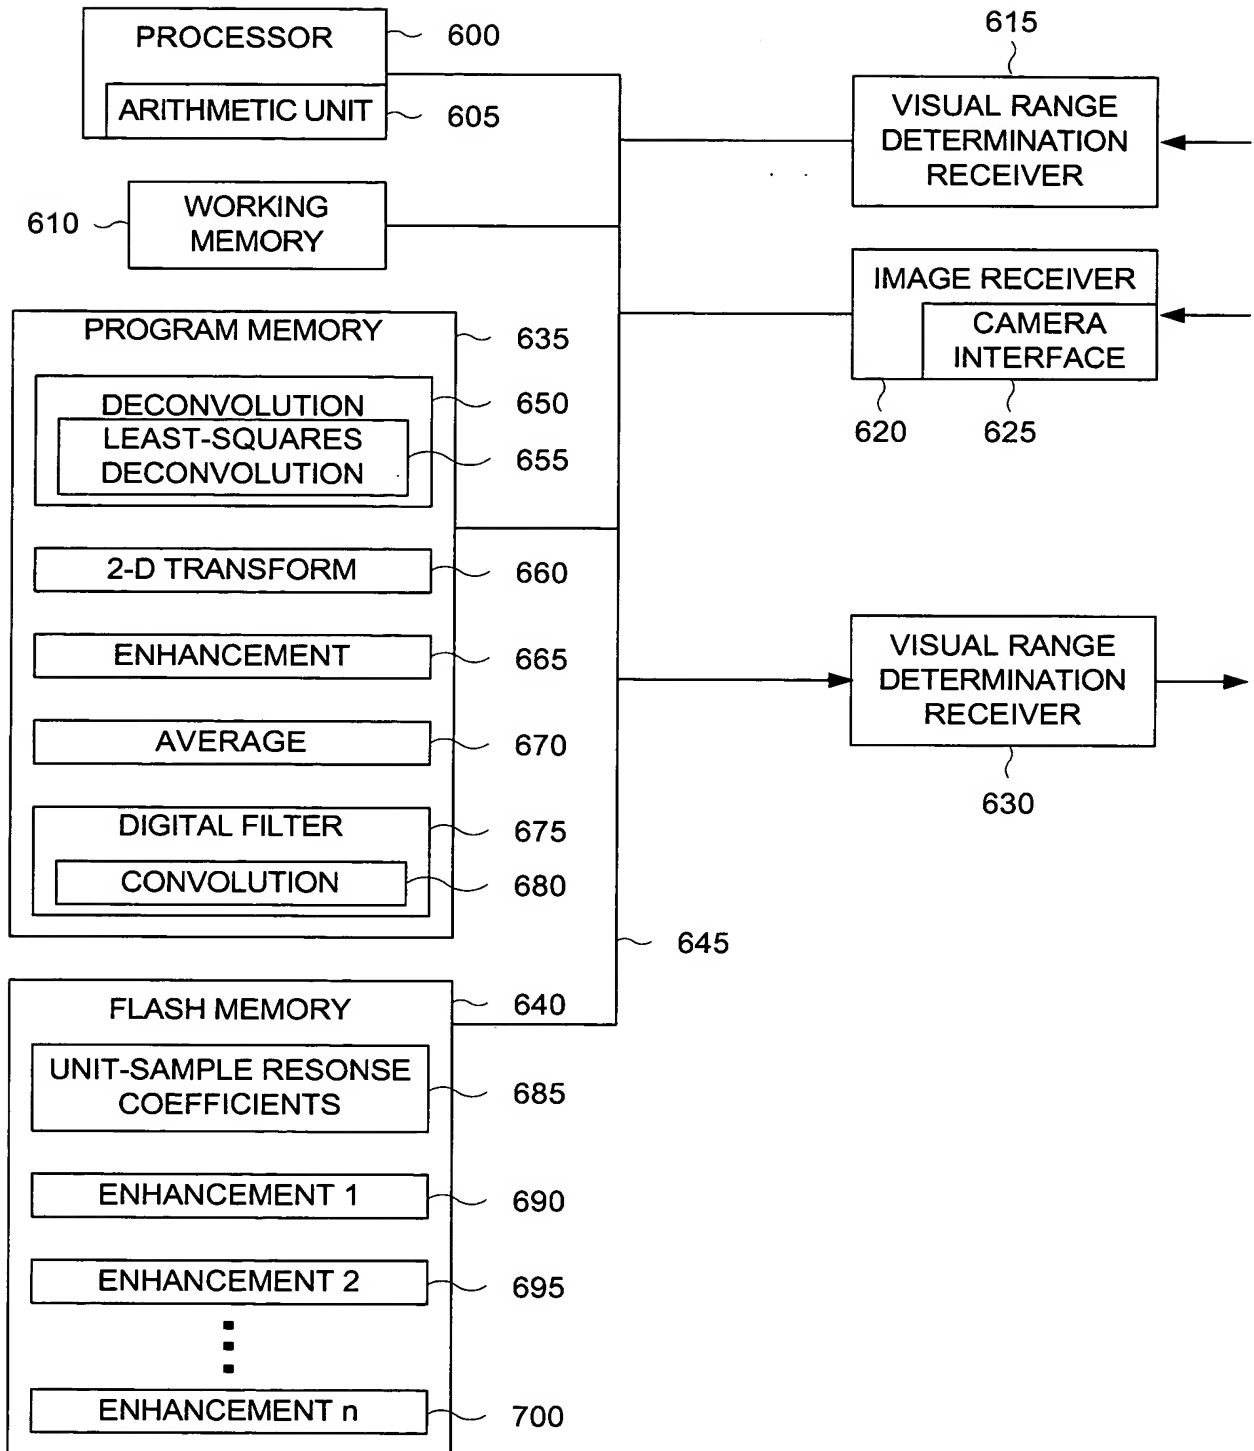 PROCESSOR
600
ARITHMETIC UNIT
605
610
WORKING
MEMORY
PROGRAM MEMORY
635
DECONVOLUTION
650
LEAST-SQUARES
DECONVOLUTION
655
2-D TRANSFORM
660
ENHANCEMENT
665
AVERAGE
670
DIGITAL FILTER
675
CONVOLUTION
680
645
FLASH MEMORY
640
UNIT-SAMPLE RESONSE
COEFFICIENTS
685
ENHANCEMENT 1
690
ENHANCEMENT 2
695
ENHANCEMENT n
700
615
VISUAL RANGE
DETERMINATION
RECEIVER
IMAGE RECEIVER
CAMERA
INTERFACE
620
625
VISUAL RANGE
DETERMINATION
RECEIVER
630